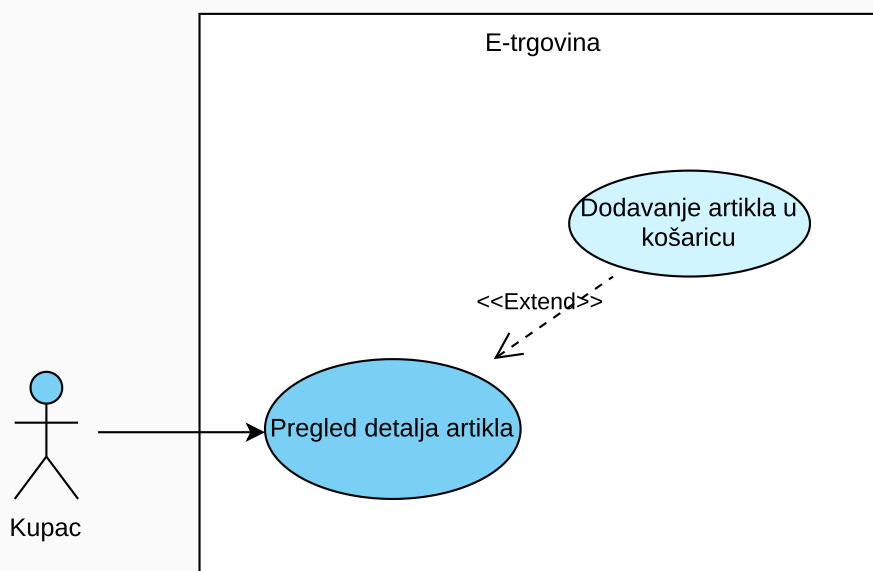 E-trgovina
Dodavanje artikla u
košaricu
<<Extend>>
Pregled detalja artikla
Kupac